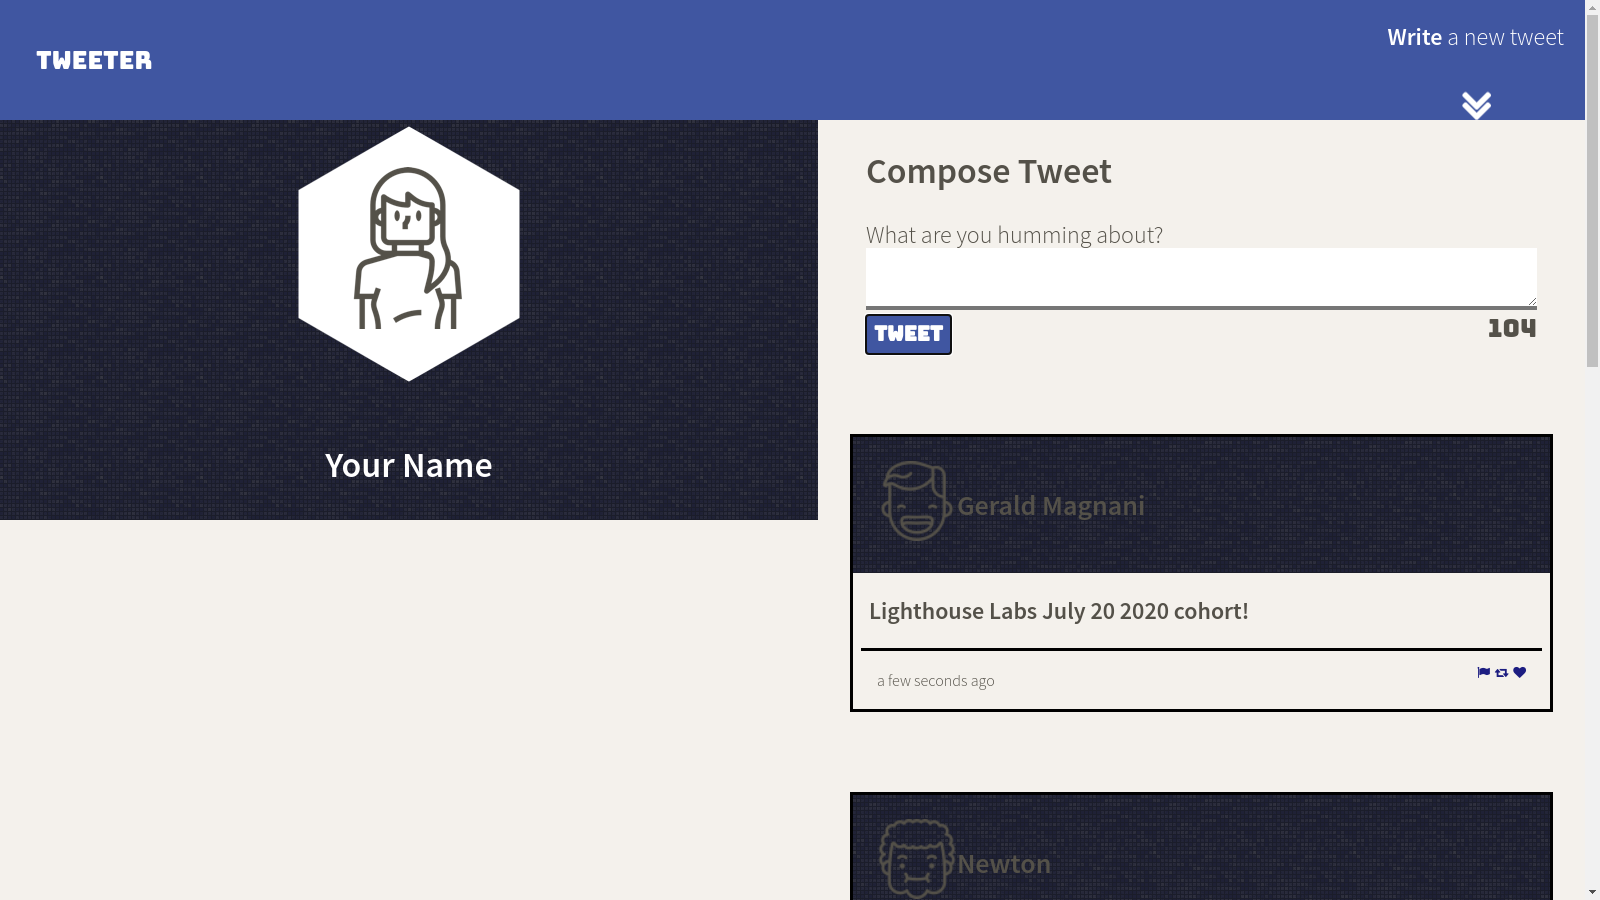 TWEETER
Write a new tweet
Your Name
Compose Tweet
What are you humming about?
TWEET
104
Gerald Magnani
Lighthouse Labs July 20 2020 cohort!
a few seconds ago
Newton